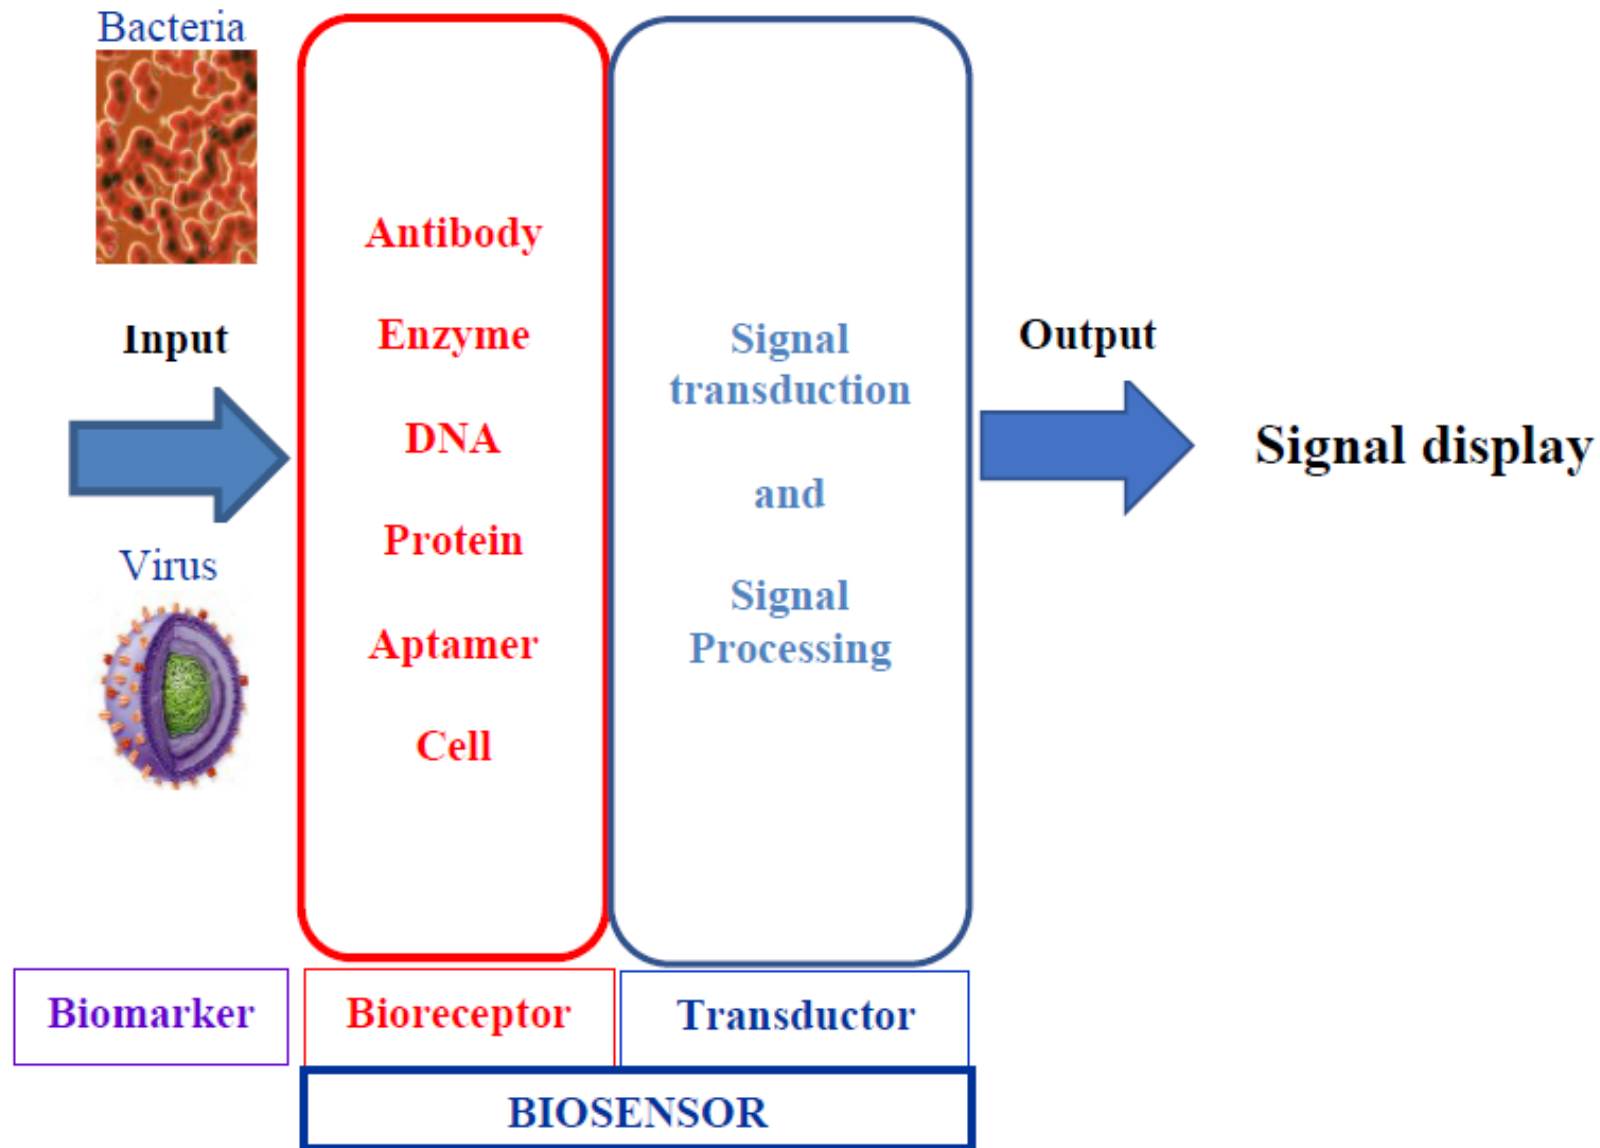 Bacteria
Input
Virus
Antibody
Enzyme
DNA
Protein
Aptamer
Cell
Signal
transduction
and
Signal
Processing
Output
Signal display
Biomarker
Bioreceptor
Transductor
BIOSENSOR